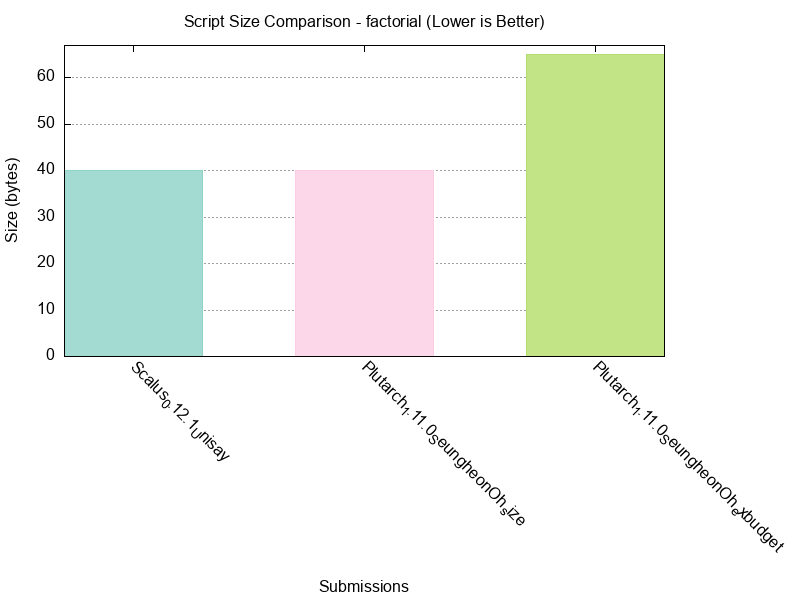 Script Size Comparison - factorial (Lower is Better)
Size (bytes)
60
50
40
30
20
10
0
Scalus₀.12.1ᵤnisay
Plutarch₁.11.0ₛeungheonOhₛize
Plutarch₁.11.0ₛeungheonOhₑxbudget
Submissions